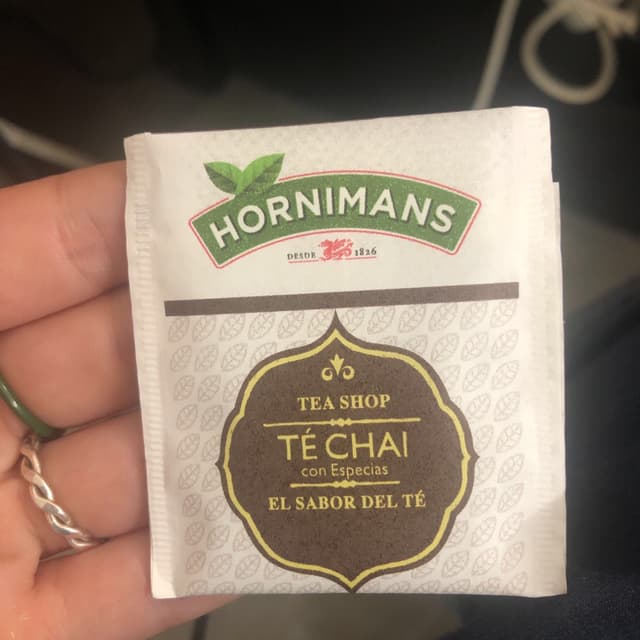 HORNIMANS
DESDE 1826
TEA SHOP
TÉ CHAI
con Especias
EL SABOR DEL TÉ